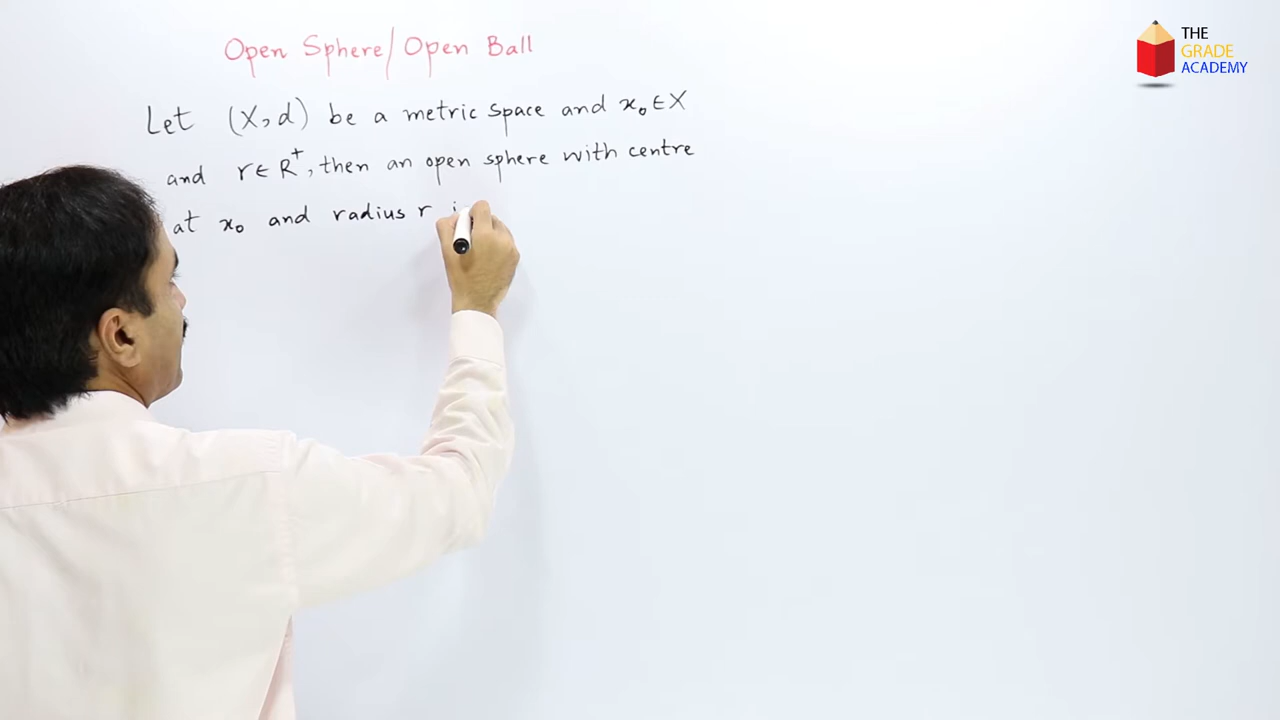 Open Sphere/Open Ball
Let (X, d) be a metric space and x₀ ∈ X
and r ∈ R⁺, then an open sphere with centre
at x₀ and radius r
THE
GRADE
ACADEMY